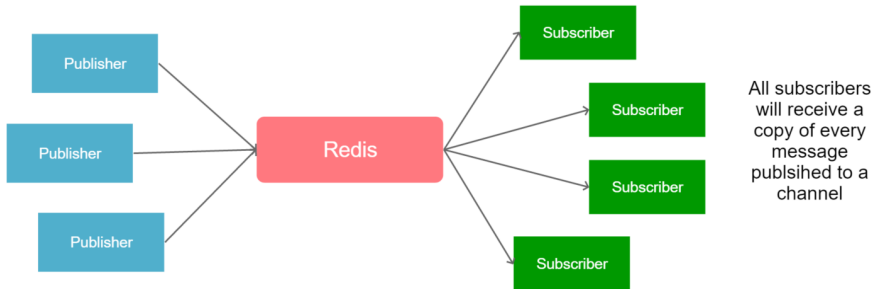 Publisher
Publisher
Publisher
Redis
Subscriber
Subscriber
Subscriber
Subscriber
All subscribers
will receive a
copy of every
message
publsihed to a
channel